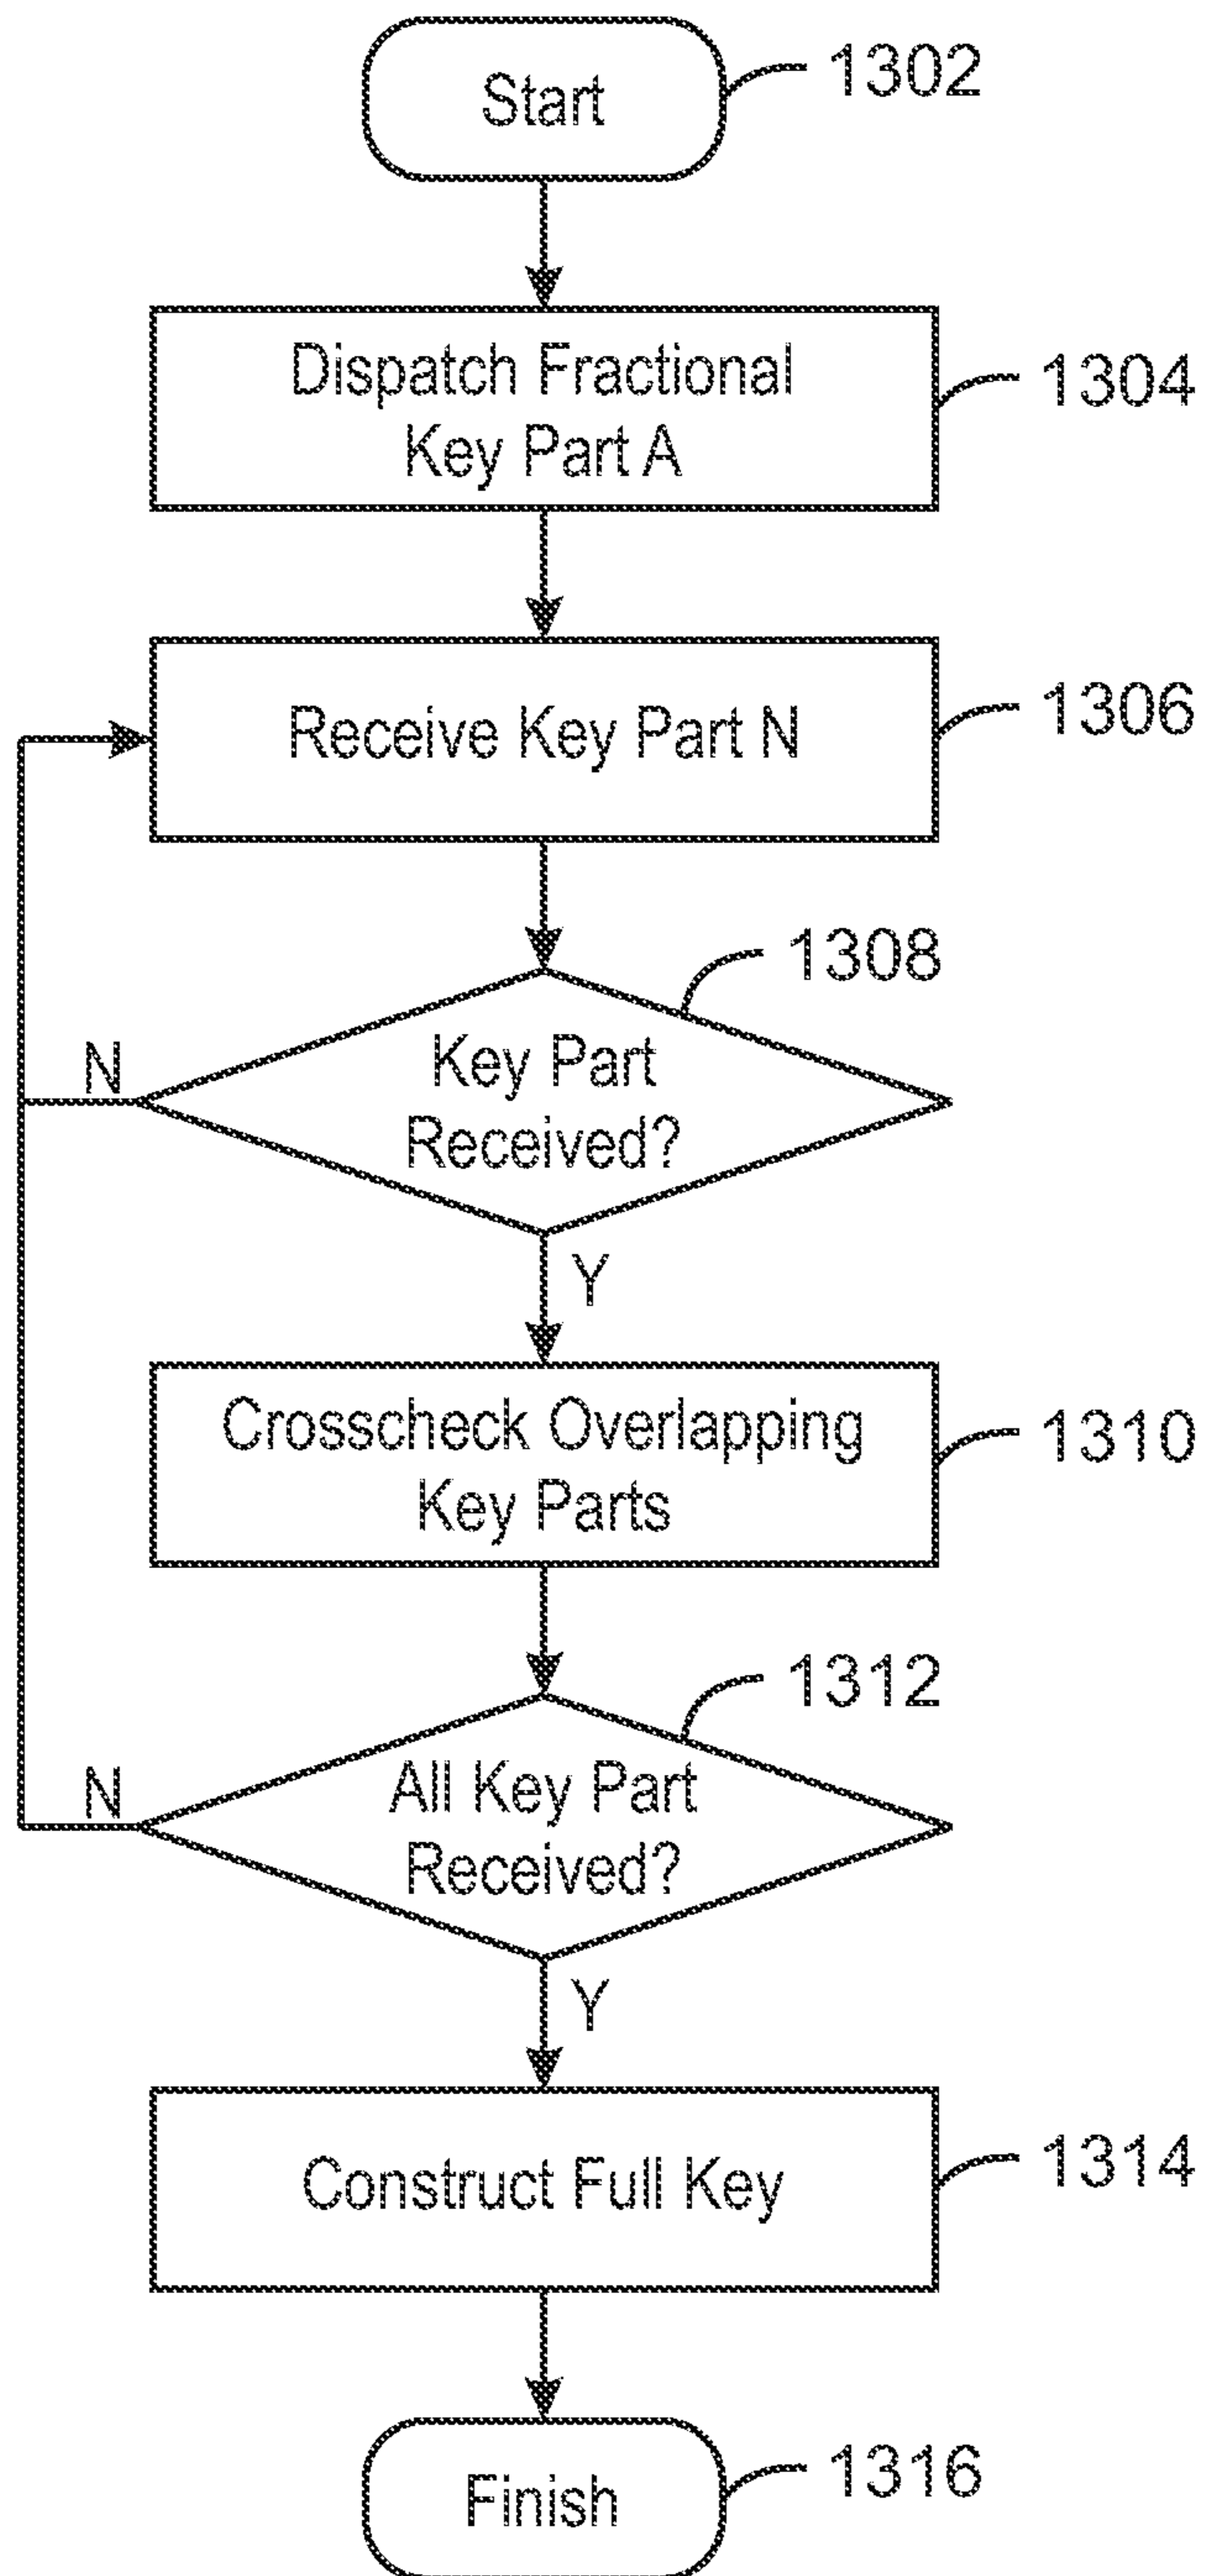 Start
1302
Dispatch Fractional
Key Part A
1304
Receive Key Part N
1306
1308
Key Part
Received?
N
Y
Crosscheck Overlapping
Key Parts
1310
1312
All Key Part
Received?
N
Y
Construct Full Key
1314
Finish
1316